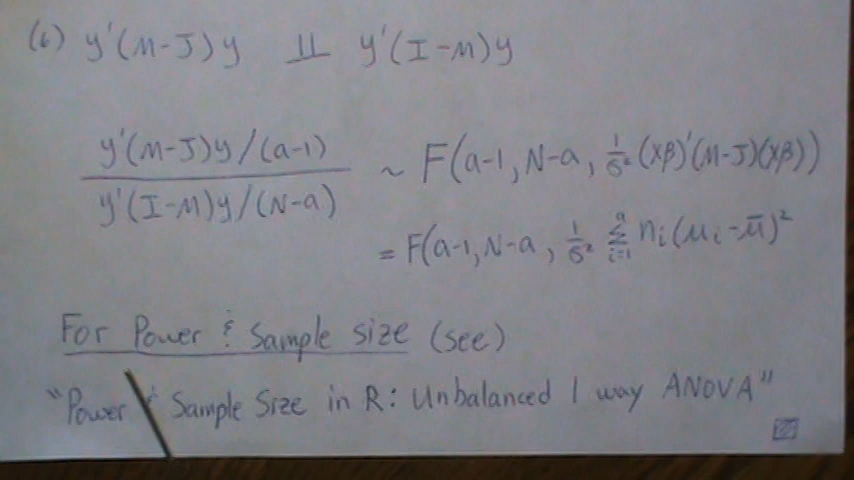 (6) y'(M-J)y ⫫ y'(I-M)y
y'(M-J)y/(a-1) / y'(I-M)y/(N-a) ~ F(a-1, N-a, 1/σ² (Xβ)'(M-J)(Xβ))
= F(a-1, N-a, 1/σ² Σ_{i=1}^{a} n_i(μ_i-μ̄)²
For Power & Sample size (see)
"Power & Sample Size in R: Unbalanced 1 way ANOVA"